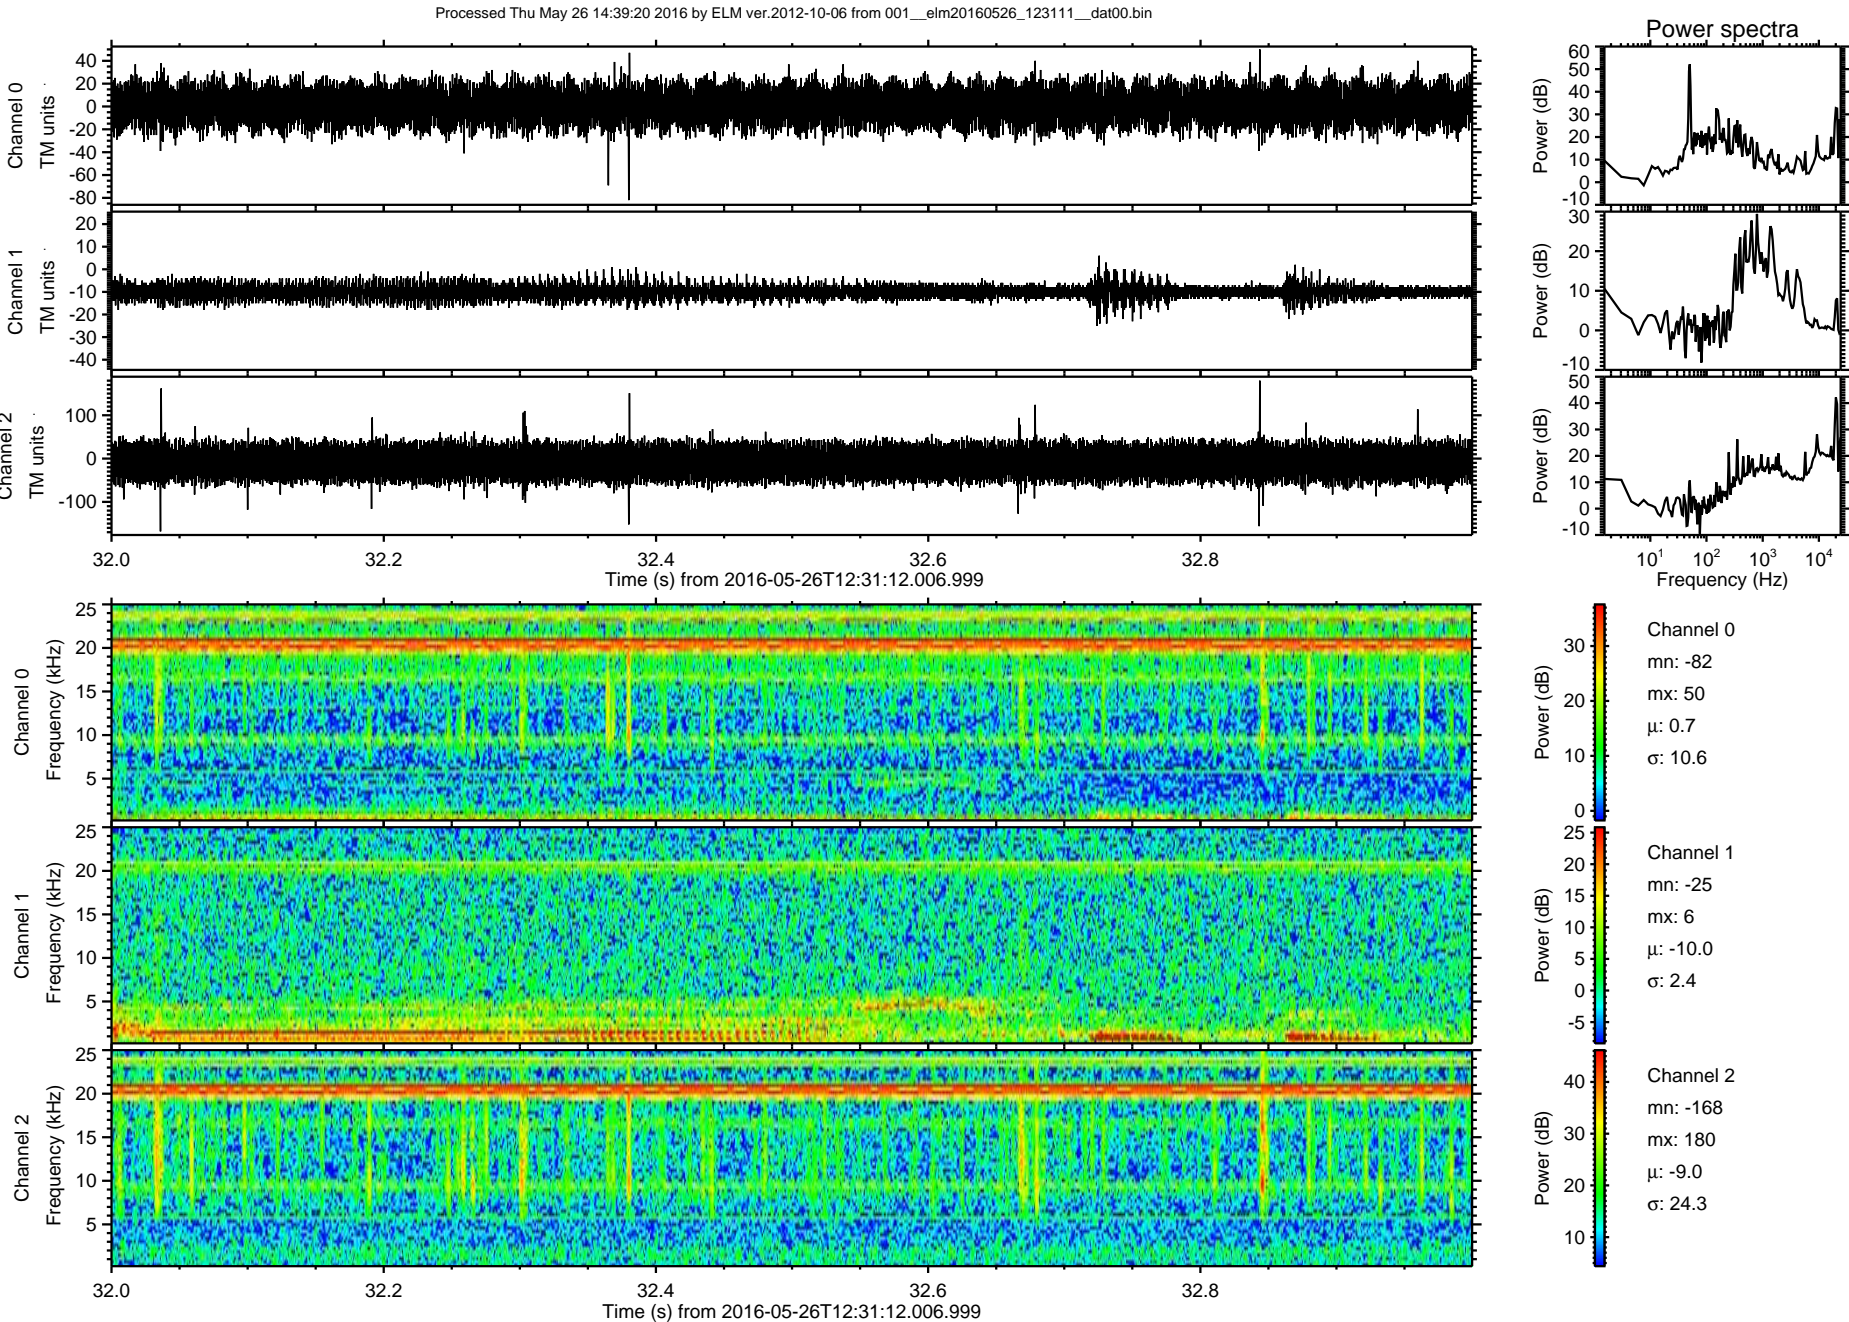 Processed Thu May 26 14:39:20 2016 by ELM ver.2012-10-06 from 001__elm20160526_123111__dat00.bin
Power spectra
Channel 0
TM units
40
20
0
-20
-40
-60
-80
Power (dB)
60
50
40
30
20
10
0
-10
Channel 1
TM units
20
10
0
-10
-20
-30
-40
Power (dB)
30
20
10
0
-10
Channel 2
TM units
100
0
-100
Power (dB)
50
40
30
20
10
0
-10
32.0 32.2 32.4 32.6 32.8
Time (s) from 2016-05-26T12:31:12.006.999
10^1 10^2 10^3 10^4
Frequency (Hz)
Channel 0
Frequency (kHz)
25
20
15
10
5
Power (dB)
30
20
10
0
Channel 0
mn: -82
mx: 50
μ: 0.7
σ: 10.6
Channel 1
Frequency (kHz)
25
20
15
10
5
Power (dB)
25
20
15
10
5
0
-5
Channel 1
mn: -25
mx: 6
μ: -10.0
σ: 2.4
Channel 2
Frequency (kHz)
25
20
15
10
5
Power (dB)
40
30
20
10
Channel 2
mn: -168
mx: 180
μ: -9.0
σ: 24.3
32.0 32.2 32.4 32.6 32.8
Time (s) from 2016-05-26T12:31:12.006.999